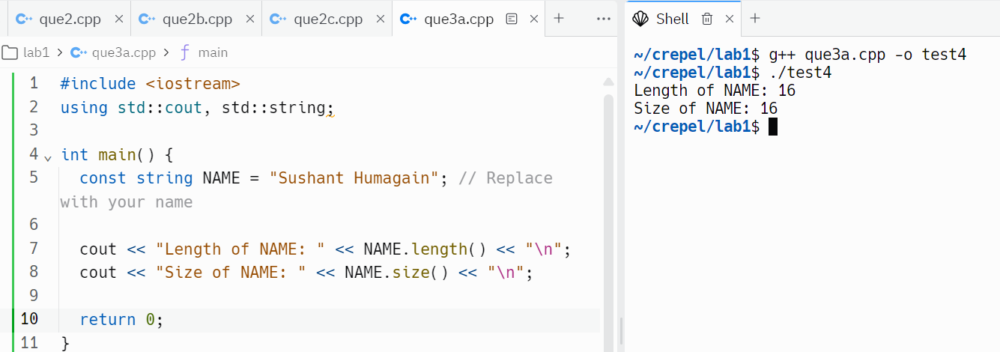 que2.cpp × que2b.cpp × que2c.cpp × que3a.cpp × + ···
lab1 > que3a.cpp > ƒ main
1 #include <iostream>
2 using std::cout, std::string;
3
4 int main() {
5 const string NAME = "Sushant Humagain"; // Replace
with your name
6
7 cout << "Length of NAME: " << NAME.length() << "\n";
8 cout << "Size of NAME: " << NAME.size() << "\n";
9
10 return 0;
11 }
Shell × +
~/crepel/lab1$ g++ que3a.cpp -o test4
~/crepel/lab1$ ./test4
Length of NAME: 16
Size of NAME: 16
~/crepel/lab1$